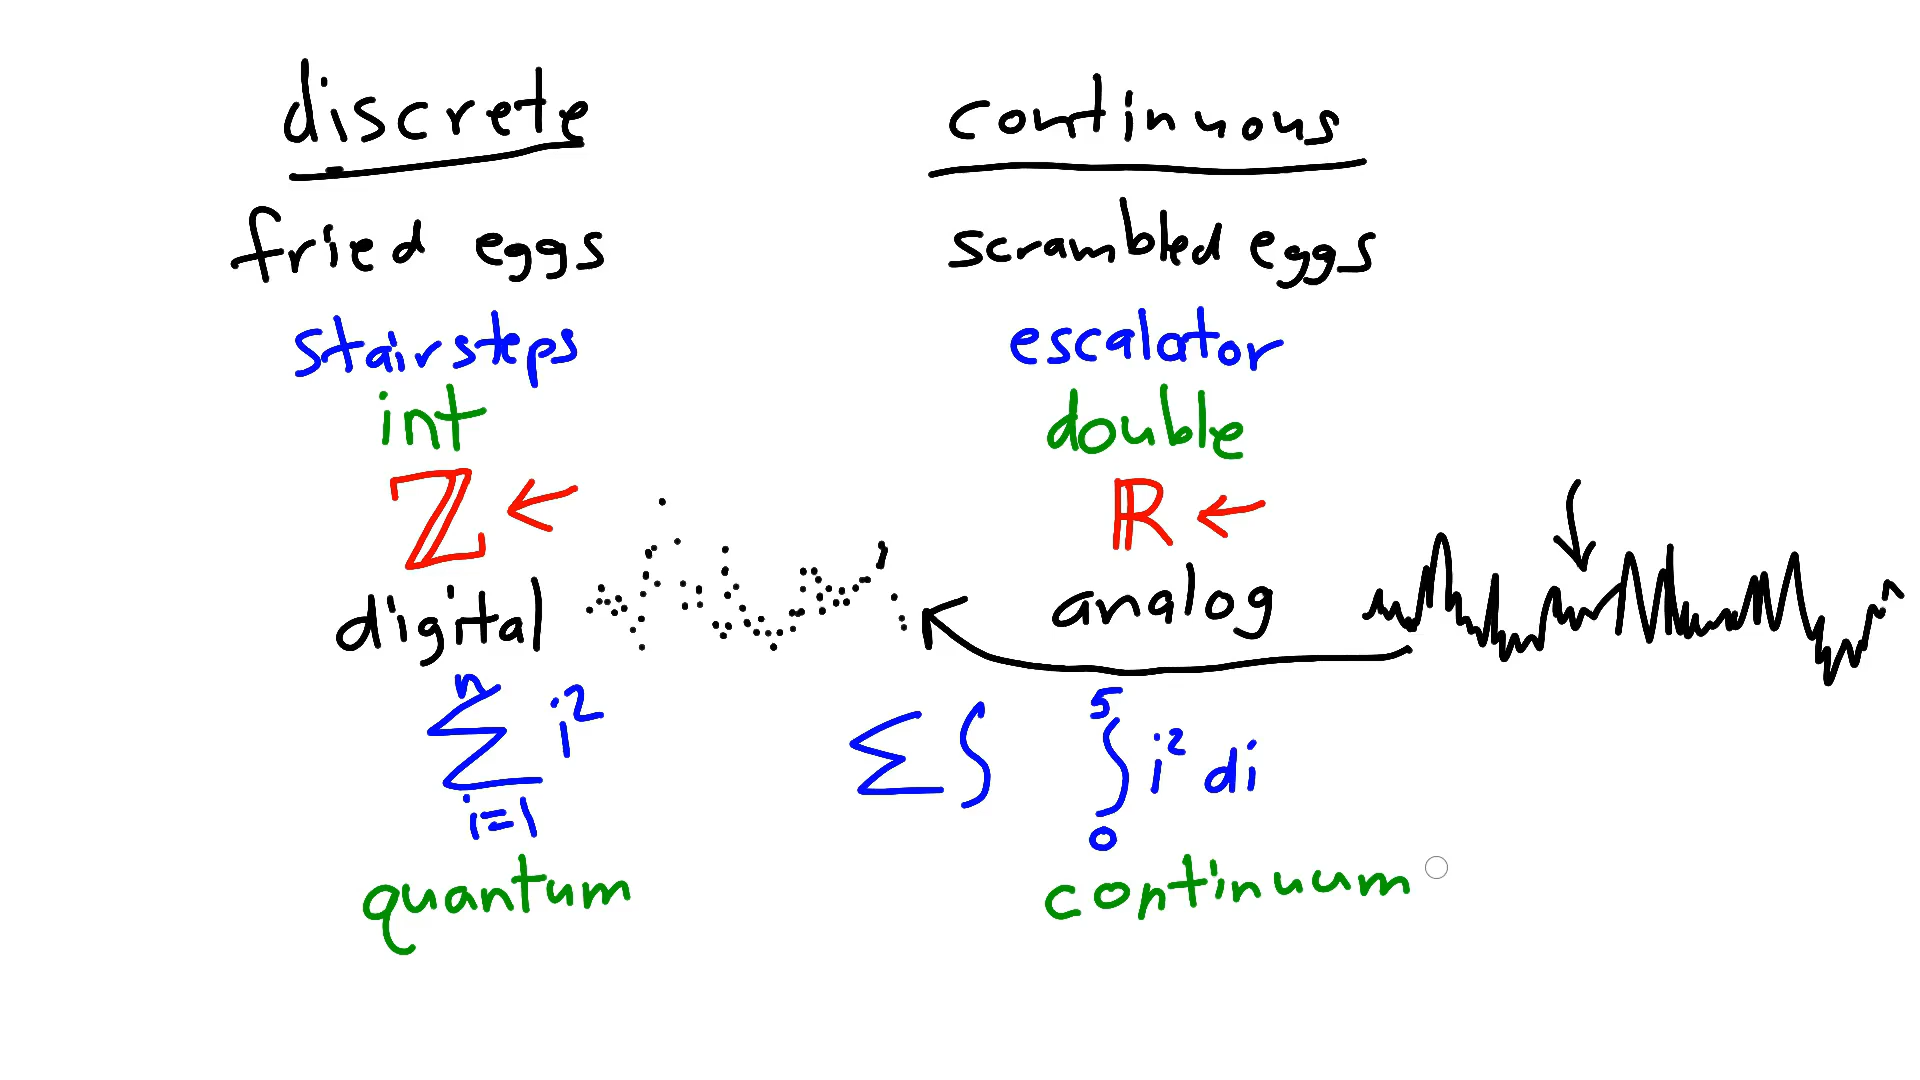 discrete continuous
fried eggs scrambled eggs
stairsteps escalator
int double
ℤ ← ℝ ←
digital analog
n ∑ i=1 i² ∑ ∫ 5 ∫ 0 i² di
quantum continuum